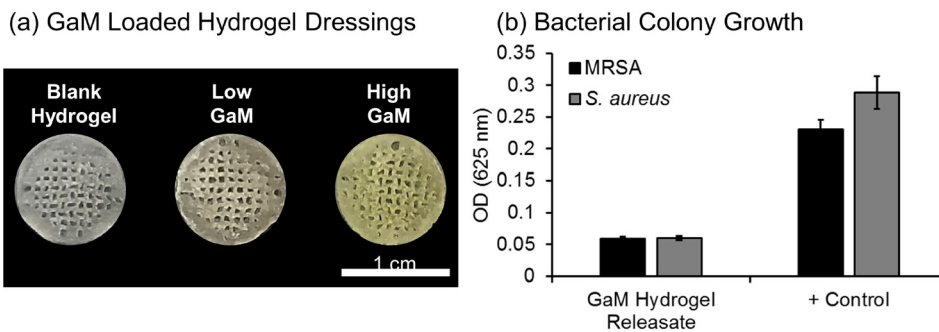 (a) GaM Loaded Hydrogel Dressings
Blank
Hydrogel
Low
GaM
High
GaM
1 cm
(b) Bacterial Colony Growth
OD (625 nm)
0.35
0.3
0.25
0.2
0.15
0.1
0.05
0
MRSA
S. aureus
GaM Hydrogel
Releasate
+ Control